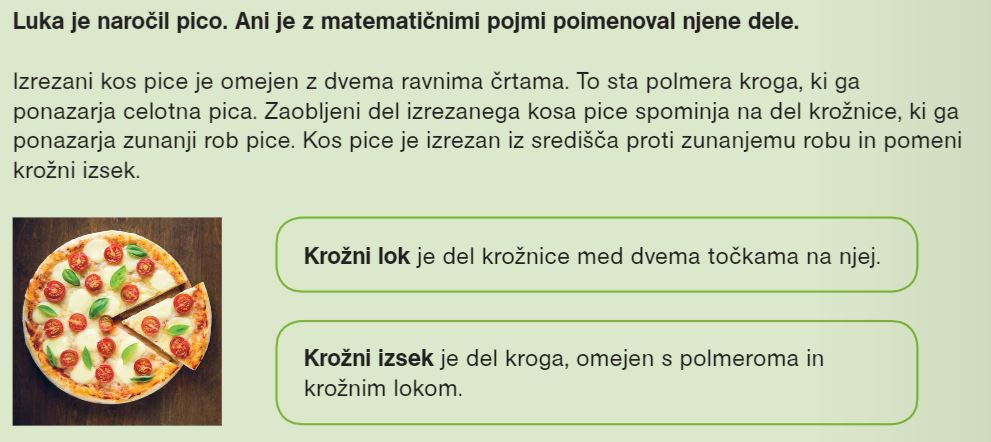 Luka je naročil pico. Ani je z matematičnimi pojmi poimenoval njene dele.
Izrezani kos pice je omejen z dvema ravnima črtama. To sta polmera kroga, ki ga
ponazarja celotna pica. Zaobljeni del izrezanega kosa pice spominja na del krožnice, ki ga
ponazarja zunanji rob pice. Kos pice je izrezan iz središča proti zunanjemu robu in pomeni
krožni izsek.
Krožni lok je del krožnice med dvema točkama na njej.
Krožni izsek je del kroga, omejen s polmeroma in
krožnim lokom.